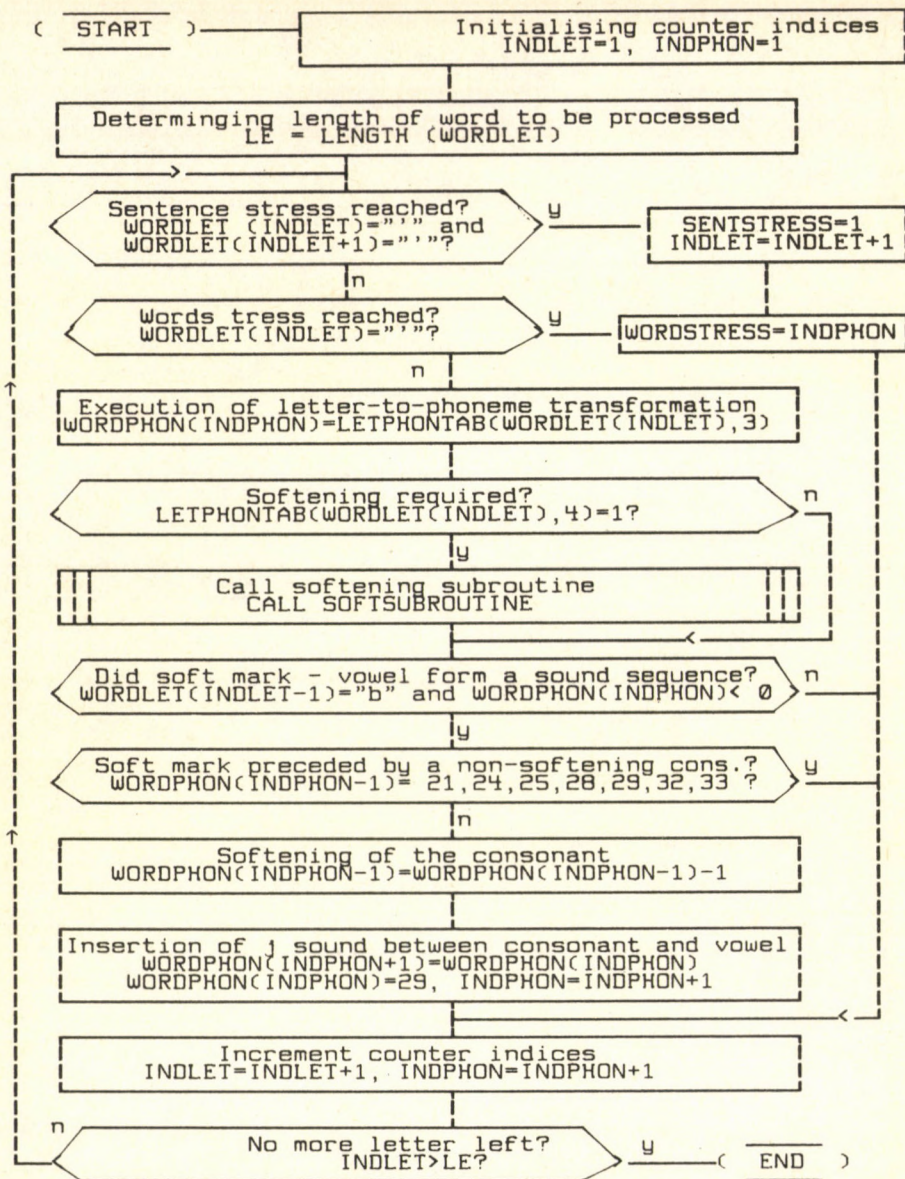 ( START )
Initialising counter indices
INDLET=1, INDPHON=1
Determinging length of word to be processed
LE = LENGTH (WORDLET)
>
Sentence stress reached?
WORDLET (INDLET)="'" and
WORDLET(INDLET+1)="'"?
y
SENTSTRESS=1
INDLET=INDLET+1
n
Words tress reached?
WORDLET(INDLET)="'"?
y
WORDSTRESS=INDPHON
n
Execution of letter-to-phoneme transformation
WORDPHON(INDPHON)=LETPHONTAB(WORDLET(INDLET),3)
Softening required?
LETPHONTAB(WORDLET(INDLET),4)=1?
n
y
Call softening subroutine
CALL SOFTSUBROUTINE
<
Did soft mark - vowel form a sound sequence?
WORDLET(INDLET-1)="b" and WORDPHON(INDPHON)< 0
n
y
Soft mark preceded by a non-softening cons.?
WORDPHON(INDPHON-1)= 21,24,25,28,29,32,33 ?
y
n
Softening of the consonant
WORDPHON(INDPHON-1)=WORDPHON(INDPHON-1)-1
Insertion of j sound between consonant and vowel
WORDPHON(INDPHON+1)=WORDPHON(INDPHON)
WORDPHON(INDPHON)=29, INDPHON=INDPHON+1
<
Increment counter indices
INDLET=INDLET+1, INDPHON=INDPHON+1
n
No more letter left?
INDLET>LE?
y
( END )